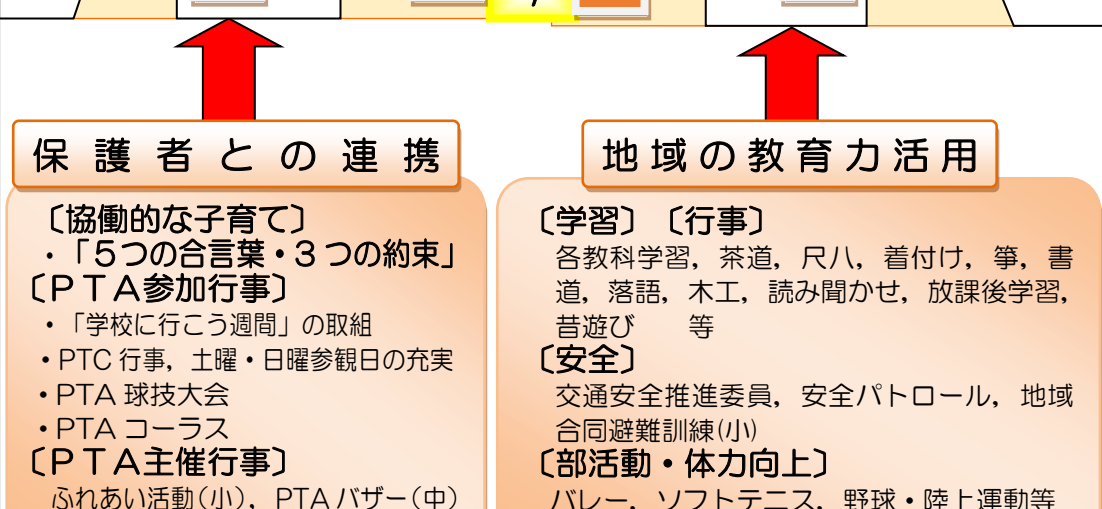 保護者との連携
〔協働的な子育て〕
・「５つの合言葉・３つの約束」
〔ＰＴＡ参加行事〕
・「学校に行こう週間」の取組
・PTC 行事，土曜・日曜参観日の充実
・PTA 球技大会
・PTA コーラス
〔ＰＴＡ主催行事〕
ふれあい活動(小)，PTA バザー(中)
地域の教育力活用
〔学習〕〔行事〕
各教科学習，茶道，尺八，着付け，箏，書
道，落語，木工，読み聞かせ，放課後学習，
昔遊び　　等
〔安全〕
交通安全推進委員，安全パトロール，地域
合同避難訓練(小)
〔部活動・体力向上〕
バレー，ソフトテニス，野球・陸上運動等